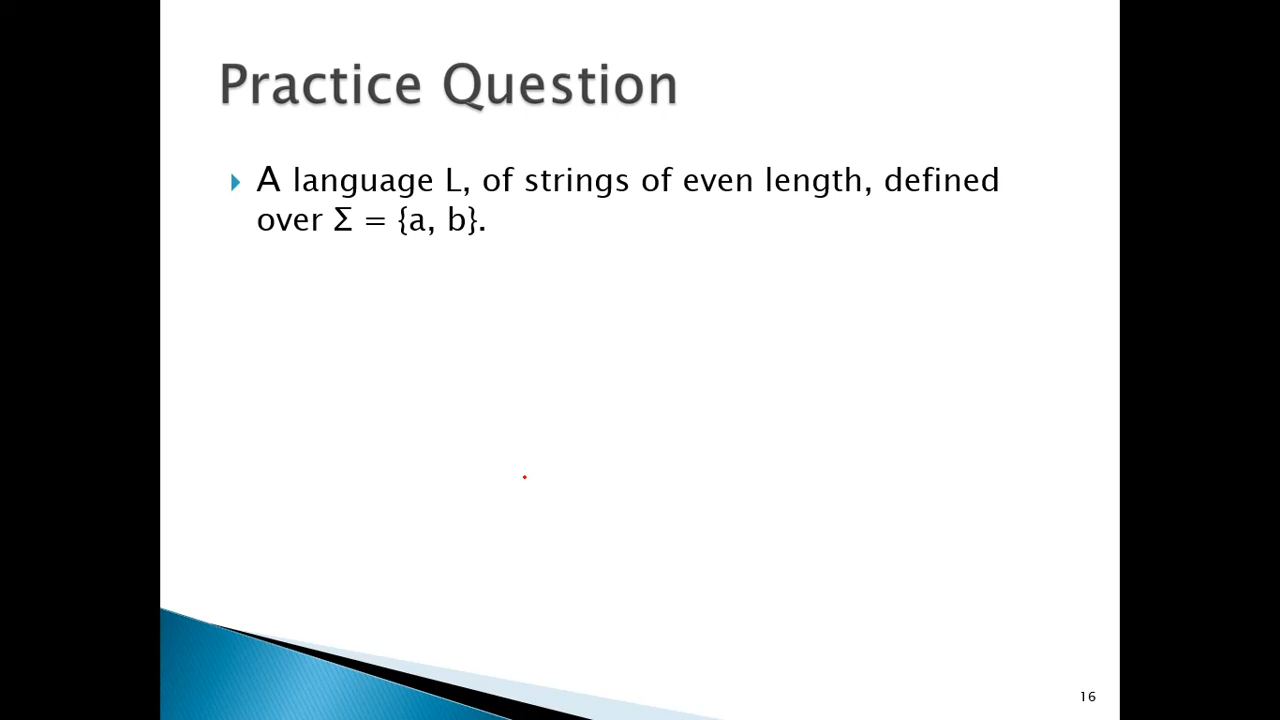 Practice Question
A language L, of strings of even length, defined
over Σ = {a, b}.
16